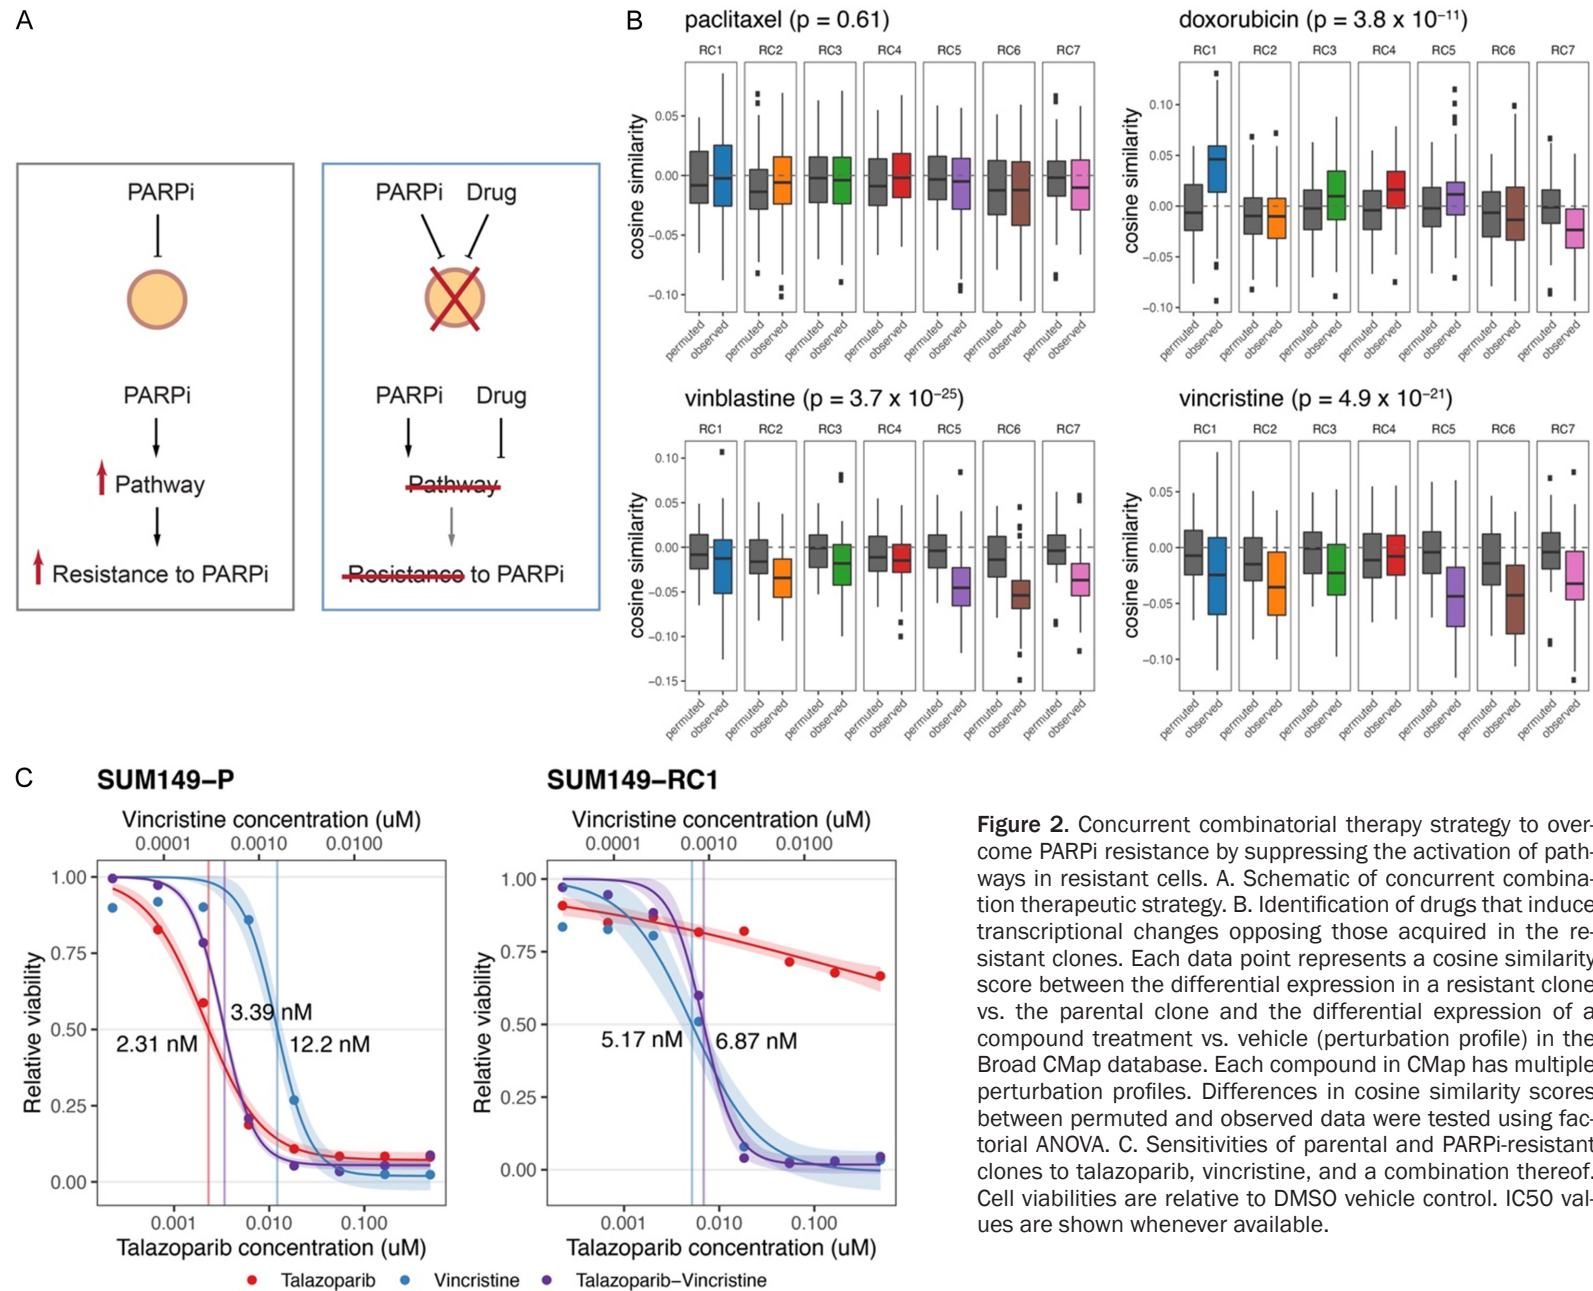 A
PARPi
PARPi
↑ Pathway
↑ Resistance to PARPi
PARPi Drug
PARPi Drug
Pathway
Resistance to PARPi
B
paclitaxel (p = 0.61)
RC1 RC2 RC3 RC4 RC5 RC6 RC7
cosine similarity
0.05
0.00
−0.05
−0.10
permuted observed permuted observed permuted observed permuted observed permuted observed permuted observed permuted observed
doxorubicin (p = 3.8 x 10⁻¹¹)
RC1 RC2 RC3 RC4 RC5 RC6 RC7
cosine similarity
0.10
0.05
0.00
−0.05
−0.10
permuted observed permuted observed permuted observed permuted observed permuted observed permuted observed permuted observed
vinblastine (p = 3.7 x 10⁻²⁵)
RC1 RC2 RC3 RC4 RC5 RC6 RC7
cosine similarity
0.10
0.05
0.00
−0.05
−0.10
−0.15
permuted observed permuted observed permuted observed permuted observed permuted observed permuted observed permuted observed
vincristine (p = 4.9 x 10⁻²¹)
RC1 RC2 RC3 RC4 RC5 RC6 RC7
cosine similarity
0.05
0.00
−0.05
−0.10
permuted observed permuted observed permuted observed permuted observed permuted observed permuted observed permuted observed
C
SUM149−P
Vincristine concentration (uM)
0.0001 0.0010 0.0100
Relative viability
1.00
0.75
0.50
0.25
0.00
3.39 nM
2.31 nM 12.2 nM
0.001 0.010 0.100
Talazoparib concentration (uM)
SUM149−RC1
Vincristine concentration (uM)
0.0001 0.0010 0.0100
Relative viability
1.00
0.75
0.50
0.25
0.00
5.17 nM 6.87 nM
0.001 0.010 0.100
Talazoparib concentration (uM)
Talazoparib Vincristine Talazoparib−Vincristine
Figure 2. Concurrent combinatorial therapy strategy to over-
come PARPi resistance by suppressing the activation of path-
ways in resistant cells. A. Schematic of concurrent combina-
tion therapeutic strategy. B. Identification of drugs that induce
transcriptional changes opposing those acquired in the re-
sistant clones. Each data point represents a cosine similarity
score between the differential expression in a resistant clone
vs. the parental clone and the differential expression of a
compound treatment vs. vehicle (perturbation profile) in the
Broad CMap database. Each compound in CMap has multiple
perturbation profiles. Differences in cosine similarity scores
between permuted and observed data were tested using fac-
torial ANOVA. C. Sensitivities of parental and PARPi-resistant
clones to talazoparib, vincristine, and a combination thereof.
Cell viabilities are relative to DMSO vehicle control. IC50 val-
ues are shown whenever available.